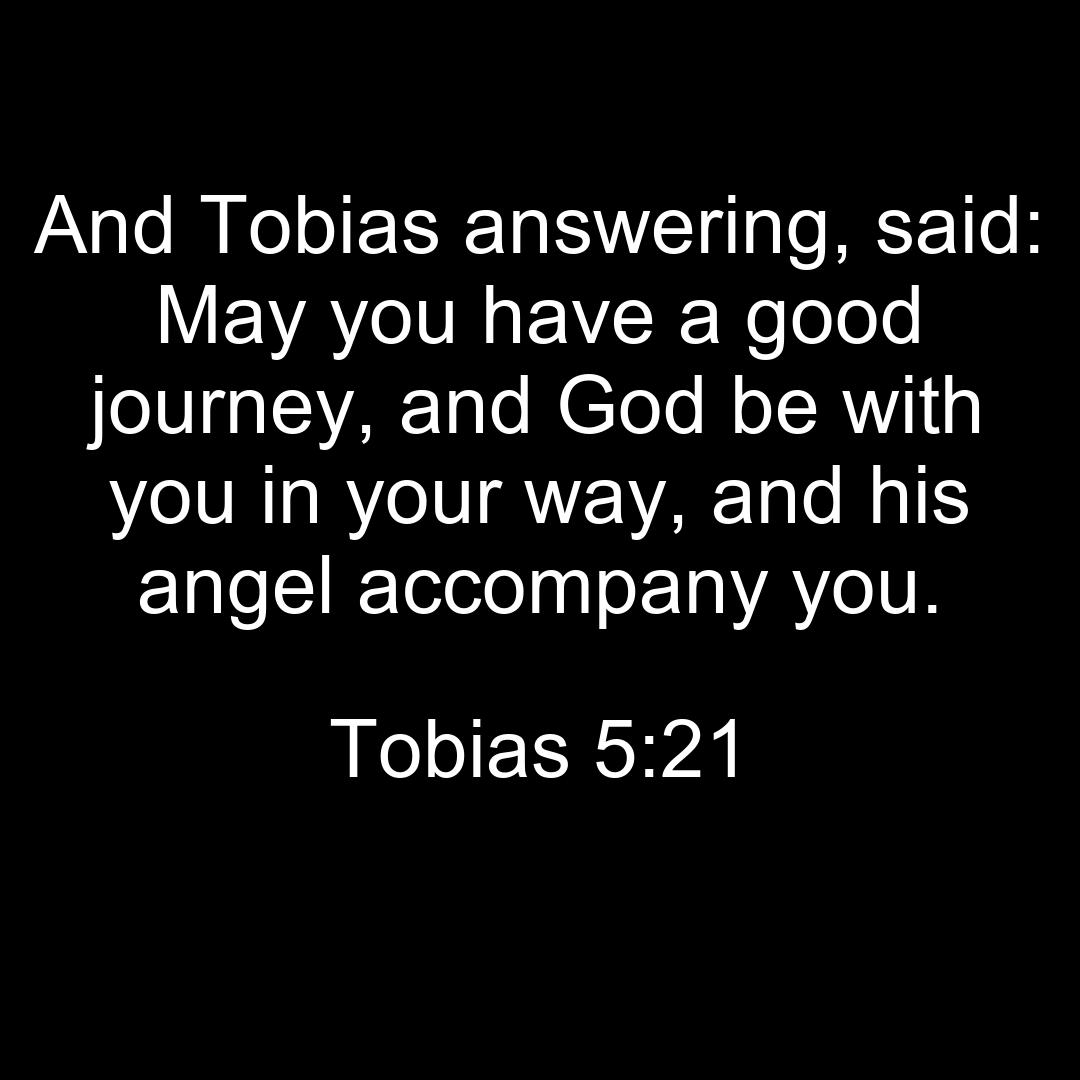 And Tobias answering, said:
May you have a good
journey, and God be with
you in your way, and his
angel accompany you.
Tobias 5:21